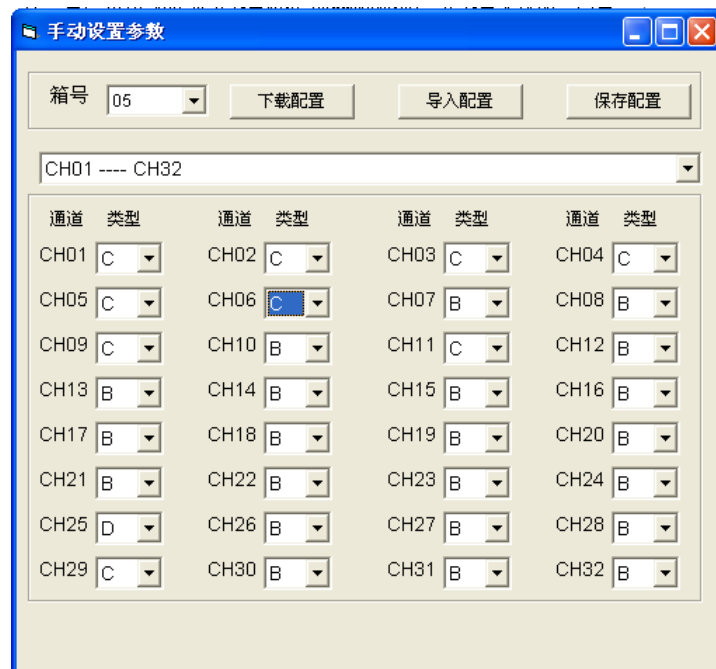 手动设置参数
箱号 05 下载配置 导入配置 保存配置
CH01 ---- CH32
通道 类型 通道 类型 通道 类型 通道 类型
CH01 C CH02 C CH03 C CH04 C
CH05 C CH06 C CH07 B CH08 B
CH09 C CH10 B CH11 C CH12 B
CH13 B CH14 B CH15 B CH16 B
CH17 B CH18 B CH19 B CH20 B
CH21 B CH22 B CH23 B CH24 B
CH25 D CH26 B CH27 B CH28 B
CH29 C CH30 B CH31 B CH32 B